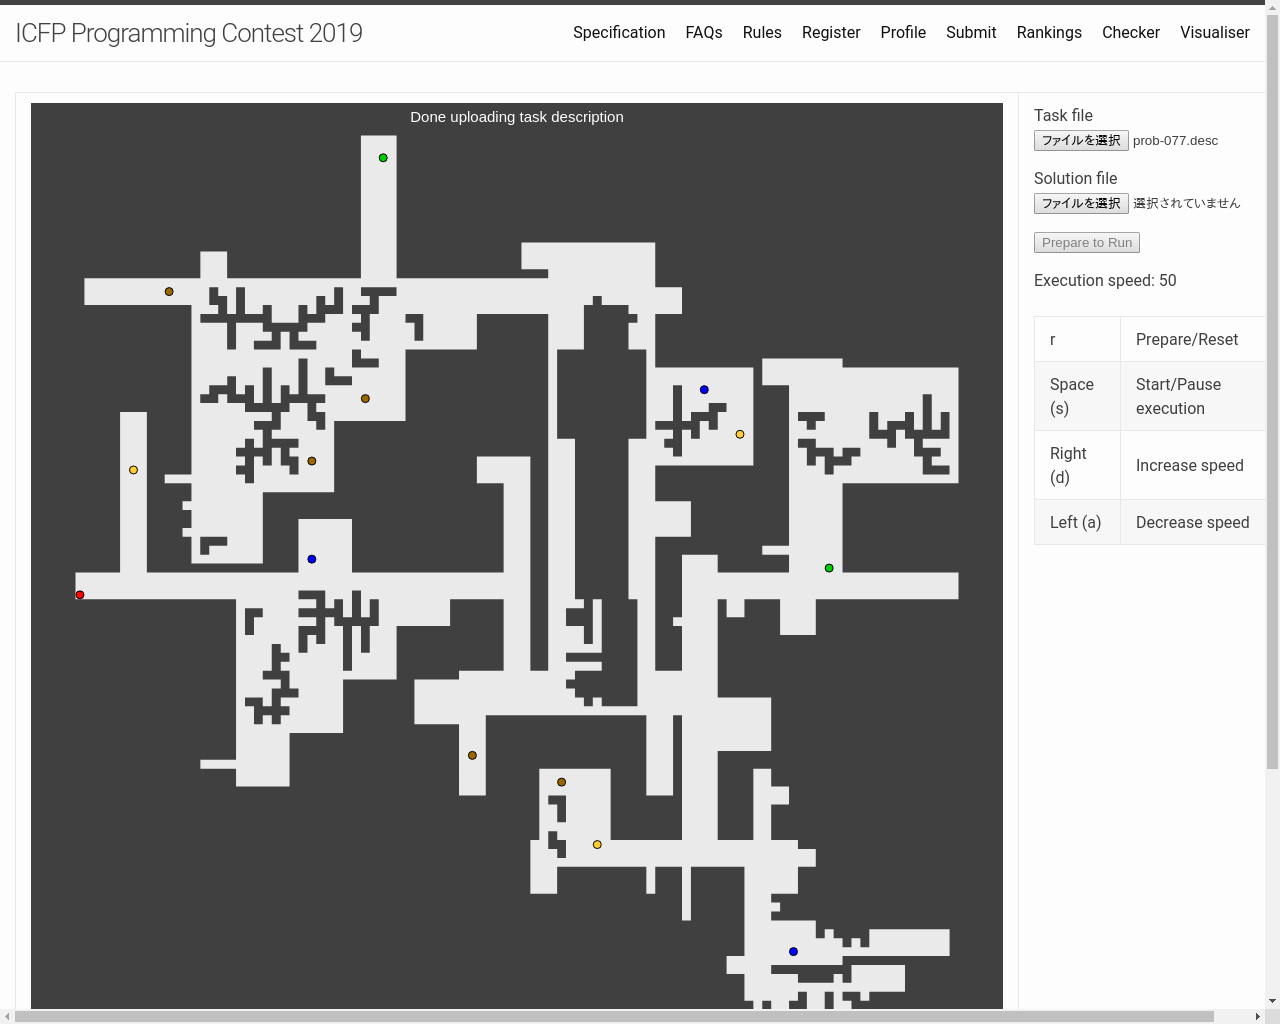 ICFP Programming Contest 2019
Specification FAQs Rules Register Profile Submit Rankings Checker Visualiser
Done uploading task description
Task file
ファイルを選択 prob-077.desc
Solution file
ファイルを選択 選択されていません
Prepare to Run
Execution speed: 50
r Prepare/Reset
Space (s) Start/Pause execution
Right (d) Increase speed
Left (a) Decrease speed